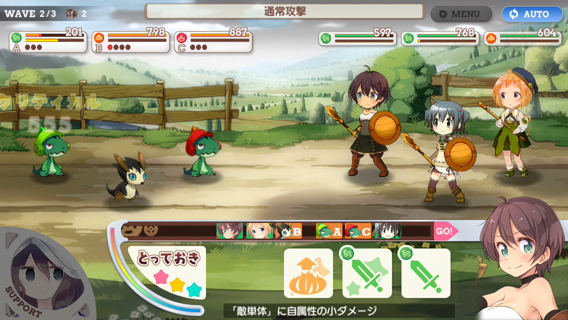 WAVE 2/3 2
通常攻撃
MENU
AUTO
201
798
887
597
768
604
A
B
C
クリティカル
555
B
A
C
GO!
とっておき
SUPPORT
「敵単体」に自属性の小ダメージ